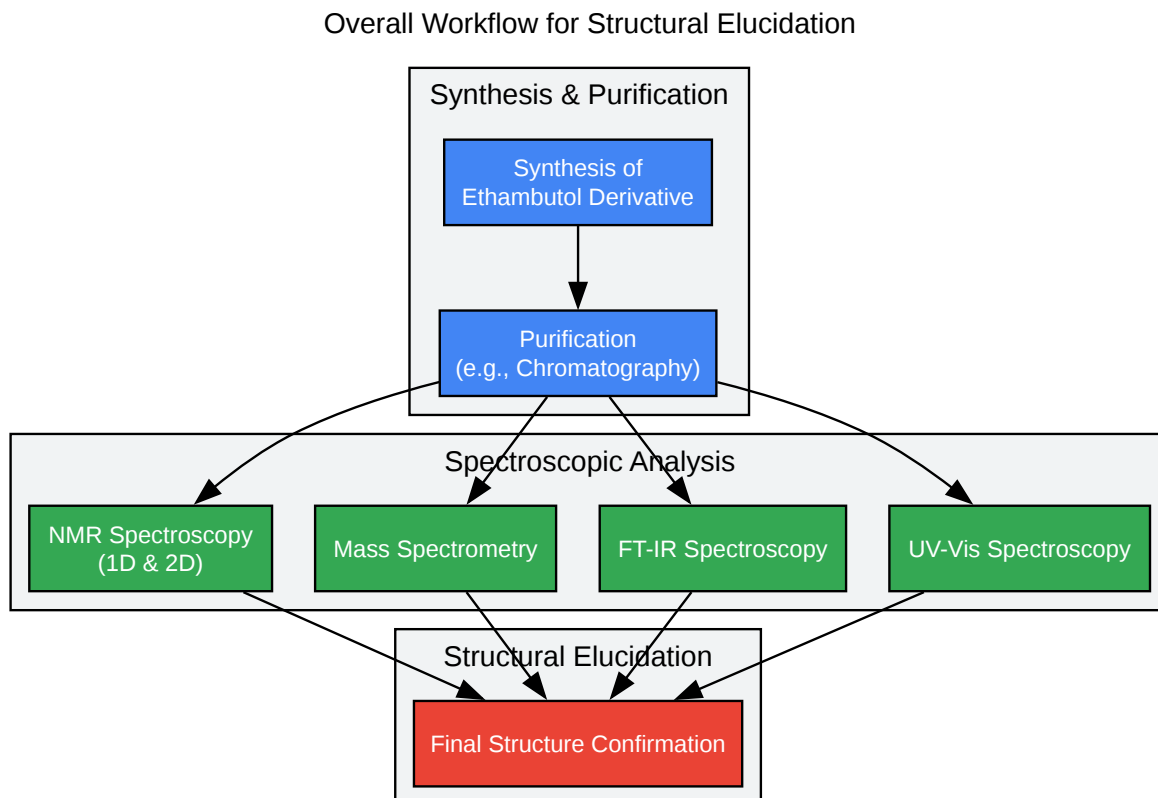 Overall Workflow for Structural Elucidation
Synthesis & Purification
Synthesis of
Ethambutol Derivative
Purification
(e.g., Chromatography)
Spectroscopic Analysis
NMR Spectroscopy
(1D & 2D)
Mass Spectrometry
FT-IR Spectroscopy
UV-Vis Spectroscopy
Structural Elucidation
Final Structure Confirmation